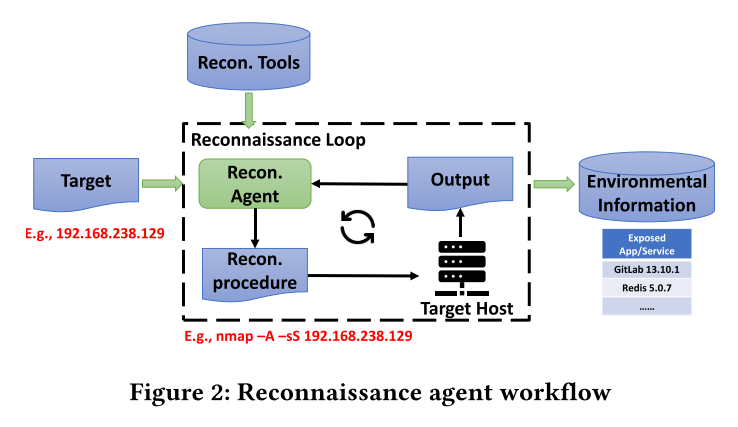 Recon. Tools
Reconnaissance Loop
Target
Recon.
Agent
Output
Environmental
Information
E.g., 192.168.238.129
Recon.
procedure
Target Host
Exposed
App/Service
GitLab 13.10.1
Redis 5.0.7
......
E.g., nmap –A –sS 192.168.238.129
Figure 2: Reconnaissance agent workflow